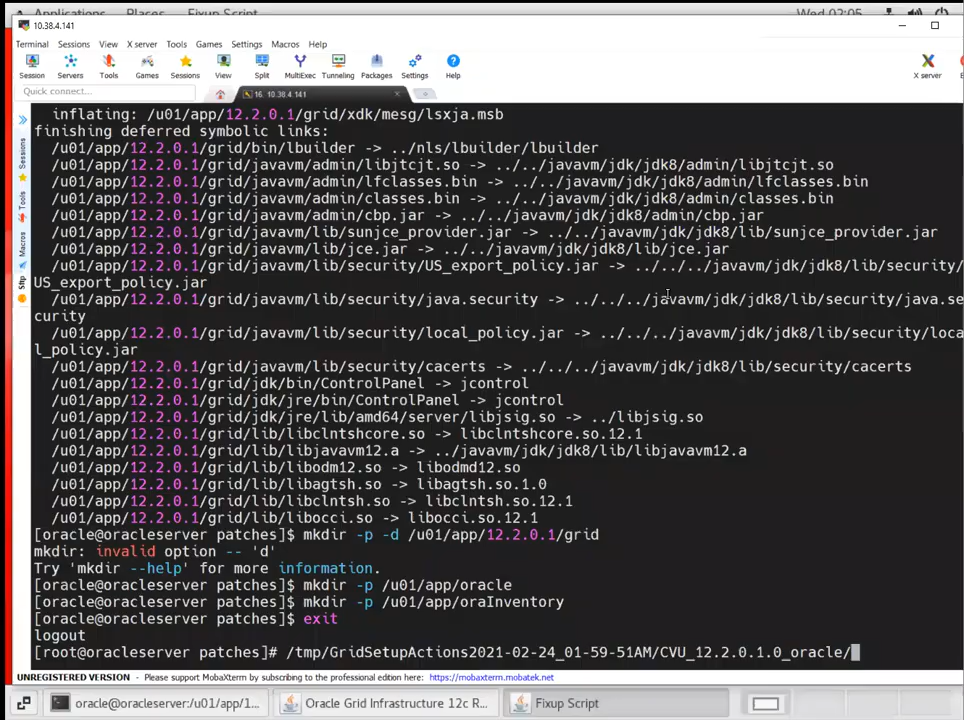 Applications Places Fixup Script Wed 02:05
10.38.4.141
Terminal Sessions View X server Tools Games Settings Macros Help
Session Servers Tools Games Sessions View Split MultiExec Tunneling Packages Settings Help X server
Quick connect... 16. 10.38.4.141
Sessions
Tools
Macros
inflating: /u01/app/12.2.0.1/grid/xdk/mesg/lsxja.msb
finishing deferred symbolic links:
/u01/app/12.2.0.1/grid/bin/lbuilder -> ../nls/lbuilder/lbuilder
/u01/app/12.2.0.1/grid/javavm/admin/libjtcjt.so -> ../../javavm/jdk/jdk8/admin/libjtcjt.so
/u01/app/12.2.0.1/grid/javavm/admin/lfclasses.bin -> ../../javavm/jdk/jdk8/admin/lfclasses.bin
/u01/app/12.2.0.1/grid/javavm/admin/classes.bin -> ../../javavm/jdk/jdk8/admin/classes.bin
/u01/app/12.2.0.1/grid/javavm/admin/cbp.jar -> ../../javavm/jdk/jdk8/admin/cbp.jar
/u01/app/12.2.0.1/grid/javavm/lib/sunjce_provider.jar -> ../../javavm/jdk/jdk8/lib/sunjce_provider.jar
/u01/app/12.2.0.1/grid/javavm/lib/jce.jar -> ../../javavm/jdk/jdk8/lib/jce.jar
/u01/app/12.2.0.1/grid/javavm/lib/security/US_export_policy.jar -> ../../../javavm/jdk/jdk8/lib/security/
US_export_policy.jar
/u01/app/12.2.0.1/grid/javavm/lib/security/java.security -> ../../../javavm/jdk/jdk8/lib/security/java.se
curity
/u01/app/12.2.0.1/grid/javavm/lib/security/local_policy.jar -> ../../../javavm/jdk/jdk8/lib/security/loca
l_policy.jar
/u01/app/12.2.0.1/grid/javavm/lib/security/cacerts -> ../../../javavm/jdk/jdk8/lib/security/cacerts
/u01/app/12.2.0.1/grid/jdk/bin/ControlPanel -> jcontrol
/u01/app/12.2.0.1/grid/jdk/jre/bin/ControlPanel -> jcontrol
/u01/app/12.2.0.1/grid/jdk/jre/lib/amd64/server/libjsig.so -> ../libjsig.so
/u01/app/12.2.0.1/grid/lib/libclntshcore.so -> libclntshcore.so.12.1
/u01/app/12.2.0.1/grid/lib/libjavavm12.a -> ../javavm/jdk/jdk8/lib/libjavavm12.a
/u01/app/12.2.0.1/grid/lib/libodm12.so -> libodmd12.so
/u01/app/12.2.0.1/grid/lib/libagtsh.so -> libagtsh.so.1.0
/u01/app/12.2.0.1/grid/lib/libclntsh.so -> libclntsh.so.12.1
/u01/app/12.2.0.1/grid/lib/libocci.so -> libocci.so.12.1
[oracle@oracleserver patches]$ mkdir -p -d /u01/app/12.2.0.1/grid
mkdir: invalid option -- 'd'
Try 'mkdir --help' for more information.
[oracle@oracleserver patches]$ mkdir -p /u01/app/oracle
[oracle@oracleserver patches]$ mkdir -p /u01/app/oraInventory
[oracle@oracleserver patches]$ exit
logout
[root@oracleserver patches]# /tmp/GridSetupActions2021-02-24_01-59-51AM/CVU_12.2.0.1.0_oracle/
UNREGISTERED VERSION - Please support MobaXterm by subscribing to the professional edition here: https://mobaxterm.mobatek.net
oracle@oracleserver:/u01/app/1... Oracle Grid Infrastructure 12c R... Fixup Script